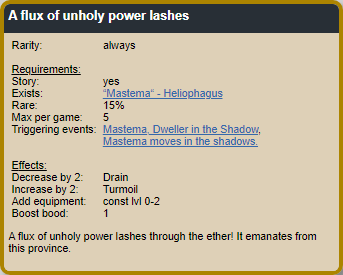 A flux of unholy power lashes
Rarity: always
Requirements:
Story: yes
Exists: "Mastema" - Heliophagus
Rare: 15%
Max per game: 5
Triggering events: Mastema, Dweller in the Shadow,
Mastema moves in the shadows.
Effects:
Decrease by 2: Drain
Increase by 2: Turmoil
Add equipment: const lvl 0-2
Boost bood: 1
A flux of unholy power lashes through the ether! It emanates from
this province.